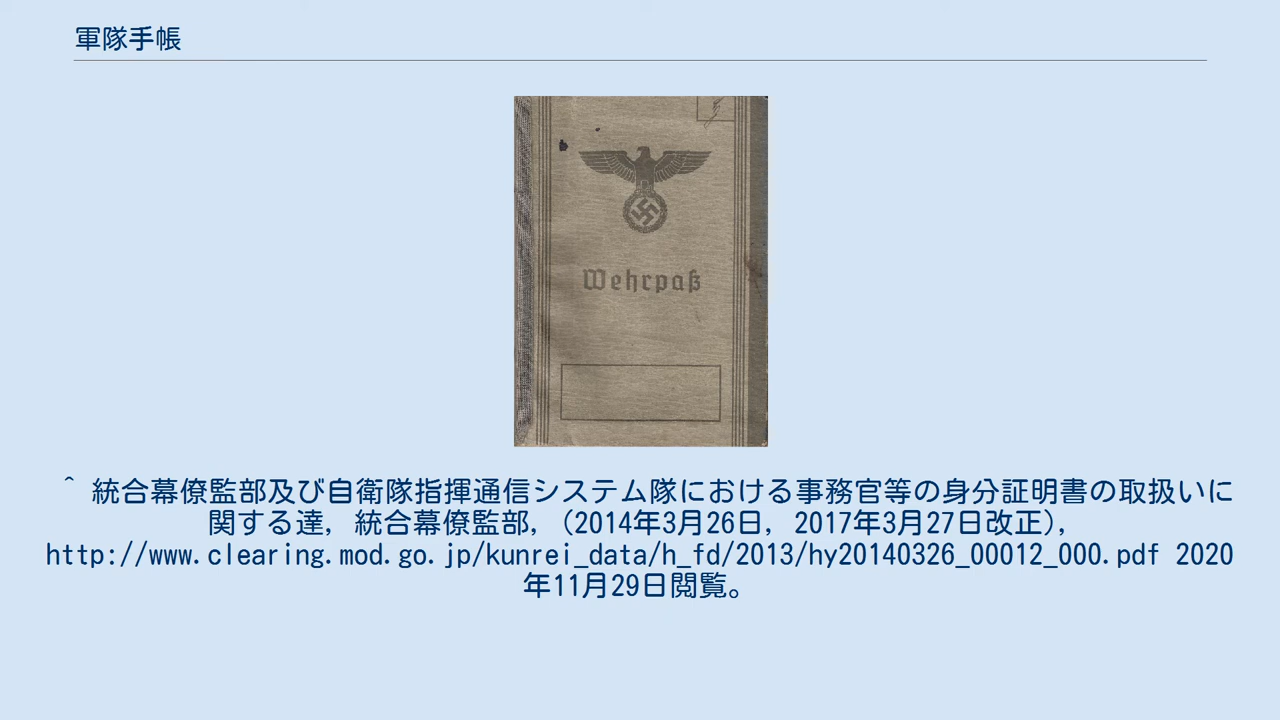 軍隊手帳
Wehrpaß
^ 統合幕僚監部及び自衛隊指揮通信システム隊における事務官等の身分証明書の取扱いに
関する達, 統合幕僚監部, (2014年3月26日, 2017年3月27日改正),
http://www.clearing.mod.go.jp/kunrei_data/h_fd/2013/hy20140326_00012_000.pdf 2020
年11月29日閲覧。